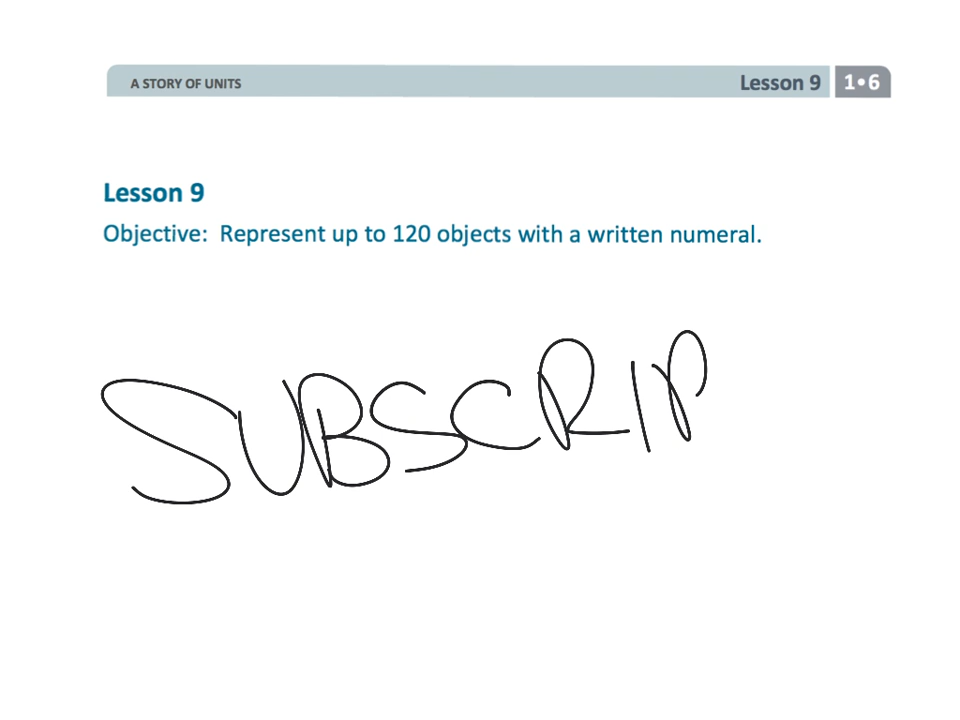 A STORY OF UNITS Lesson 9 1•6
Lesson 9
Objective: Represent up to 120 objects with a written numeral.
SUBSCRIP